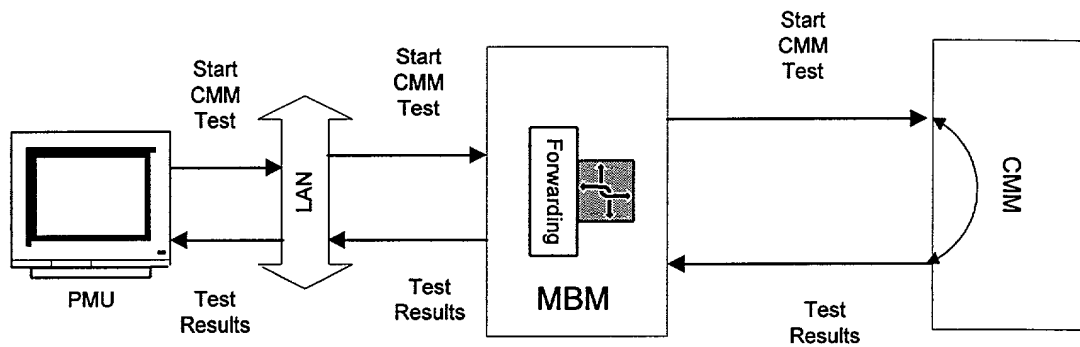 Start
CMM
Test
Start
CMM
Test
Start
CMM
Test
LAN
Forwarding
CMM
PMU
Test
Results
Test
Results
MBM
Test
Results